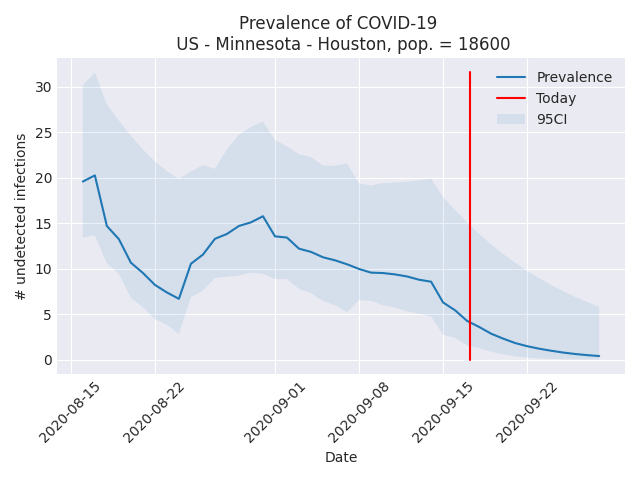 Prevalence of COVID-19
US - Minnesota - Houston, pop. = 18600
Prevalence
Today
95CI
# undetected infections
30
25
20
15
10
5
0
2020-08-15
2020-08-22
2020-09-01
2020-09-08
2020-09-15
2020-09-22
Date